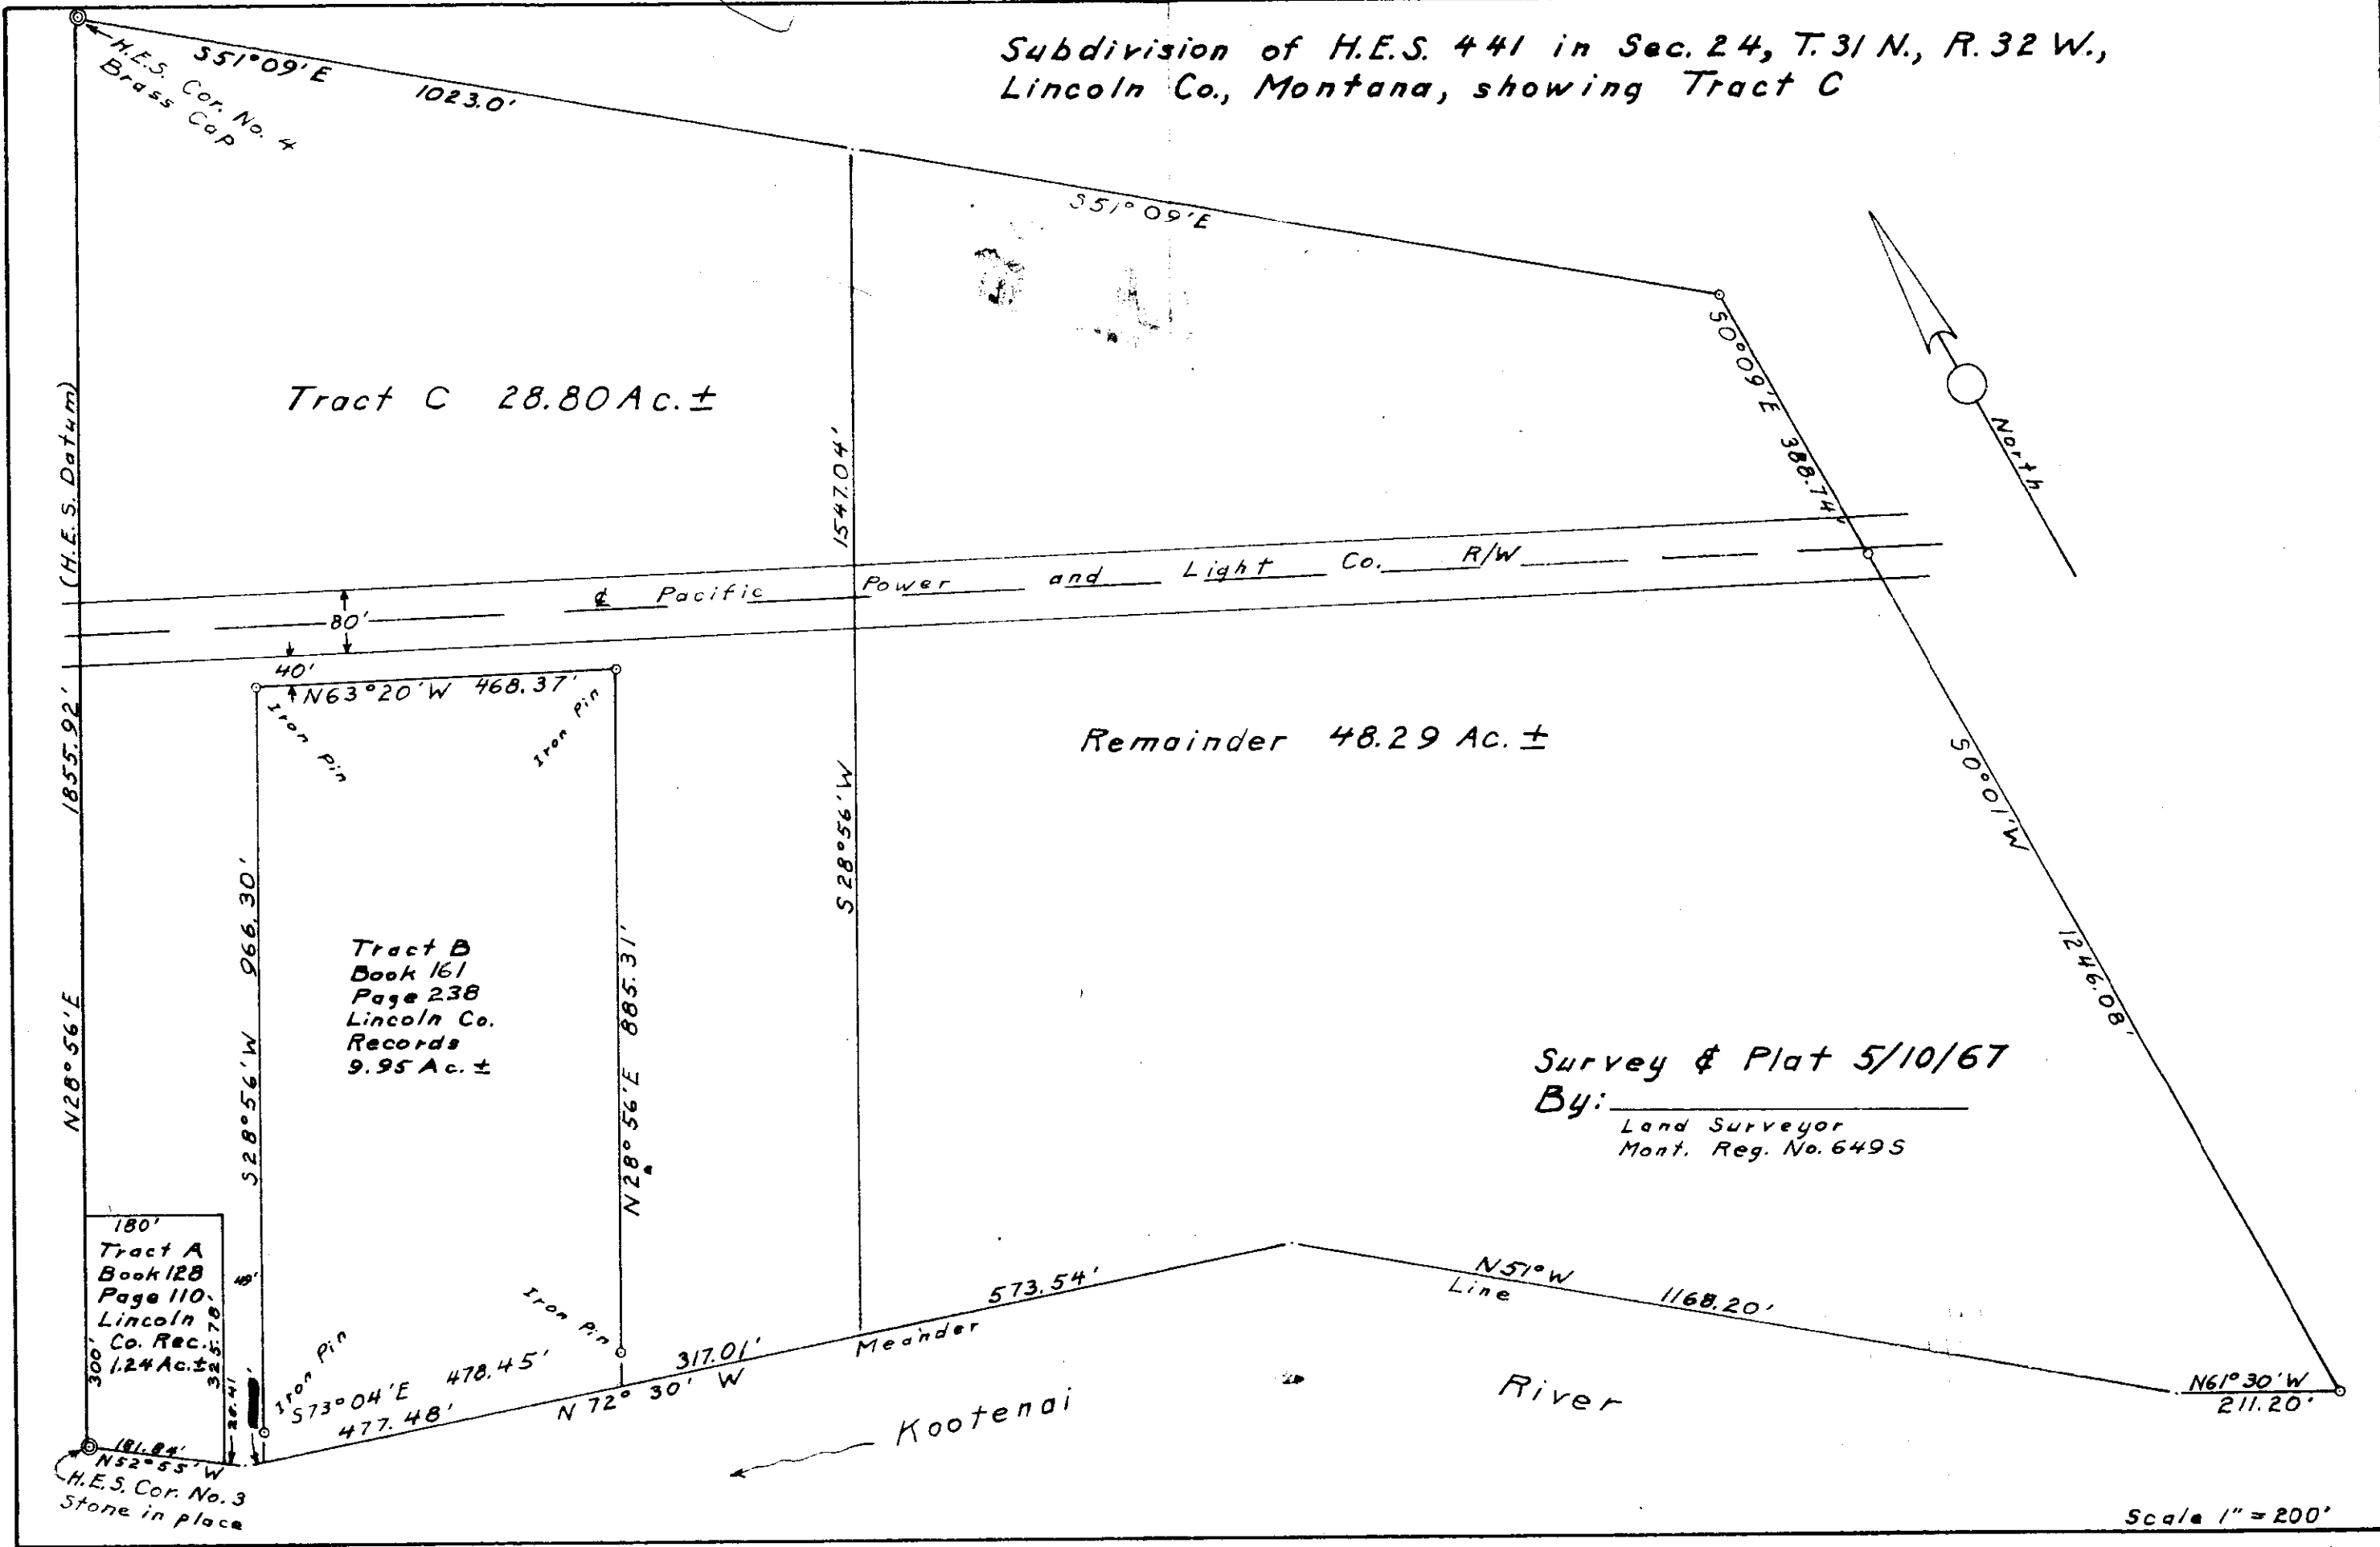 Subdivision of H.E.S. 441 in Sec. 24, T. 31 N., R. 32 W.,
Lincoln Co., Montana, showing Tract C
H.E.S. Cor. No. 4
Brass Cap
S51°09'E
1023.0'
S51°09'E
S0°09'E 388.74'
North
Tract C 28.80 Ac. ±
(H.E.S. Datum)
1855.92'
N28°56'E
1547.04'
S28°56'W
℄ Pacific Power and Light Co. R/W
80'
40'
N63°20'W 468.37'
Iron Pin
Iron Pin
Remainder 48.29 Ac. ±
S0°01'W
1246.08'
966.30'
S28°56'W
Tract B
Book 161
Page 238
Lincoln Co.
Records
9.95 Ac. ±
885.31'
N28°56'E
Survey & Plat 5/10/67
By:
Land Surveyor
Mont. Reg. No. 649S
180'
Tract A
Book 128
Page 110
Lincoln
Co. Rec.
1.24 Ac. ±
300'
325.78'
Iron Pin
Iron Pin
S73°04'E 478.45'
477.48'
N 72° 30' W
317.01'
573.54'
Meander
Line
N51°W
1168.20'
N61°30'W
211.20'
181.84'
N52°55'W
H.E.S. Cor. No. 3
Stone in place
Kootenai River
Scale 1" = 200'